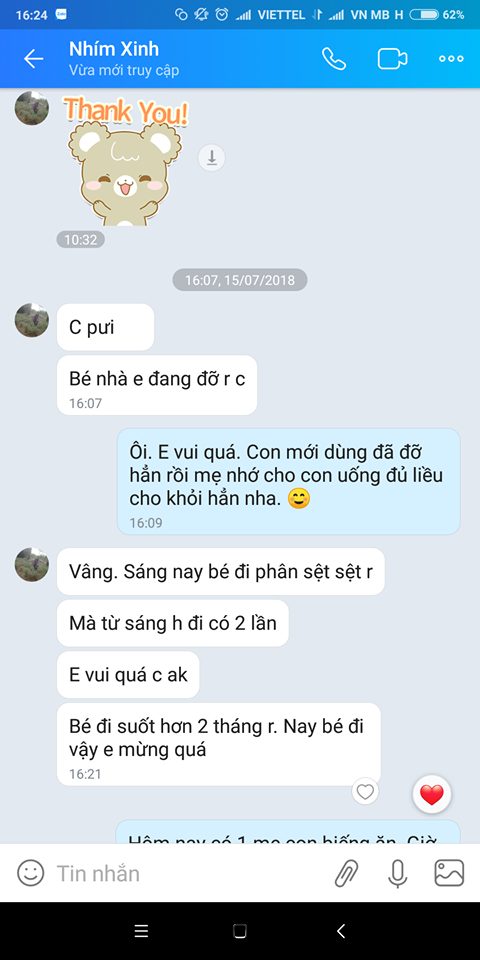 16:24
VIETTEL
VN MB H
62%
Nhím Xinh
Vừa mới truy cập
Thank You!
10:32
16:07, 15/07/2018
C pưi
Bé nhà e đang đỡ r c
16:07
Ôi. E vui quá. Con mới dùng đã đỡ
hẳn rồi mẹ nhớ cho con uống đủ liều
cho khỏi hẳn nha. 😊
16:09
Vâng. Sáng nay bé đi phân sệt sệt r
Mà từ sáng h đi có 2 lần
E vui quá c ak
Bé đi suốt hơn 2 tháng r. Nay bé đi
vậy e mừng quá
16:21
Hôm nay có 1 mẹ con biếng ăn. Giờ
Tin nhắn